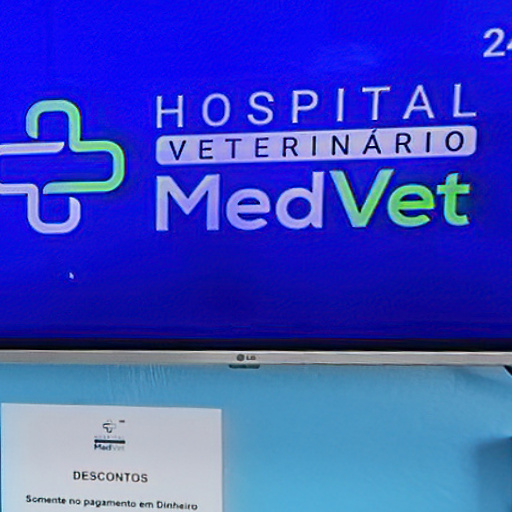 24
HOSPITAL
VETERINÁRIO
MedVet
LG
HOSPITAL
MedVet
DESCONTOS
Somente no pagamento em Dinheiro